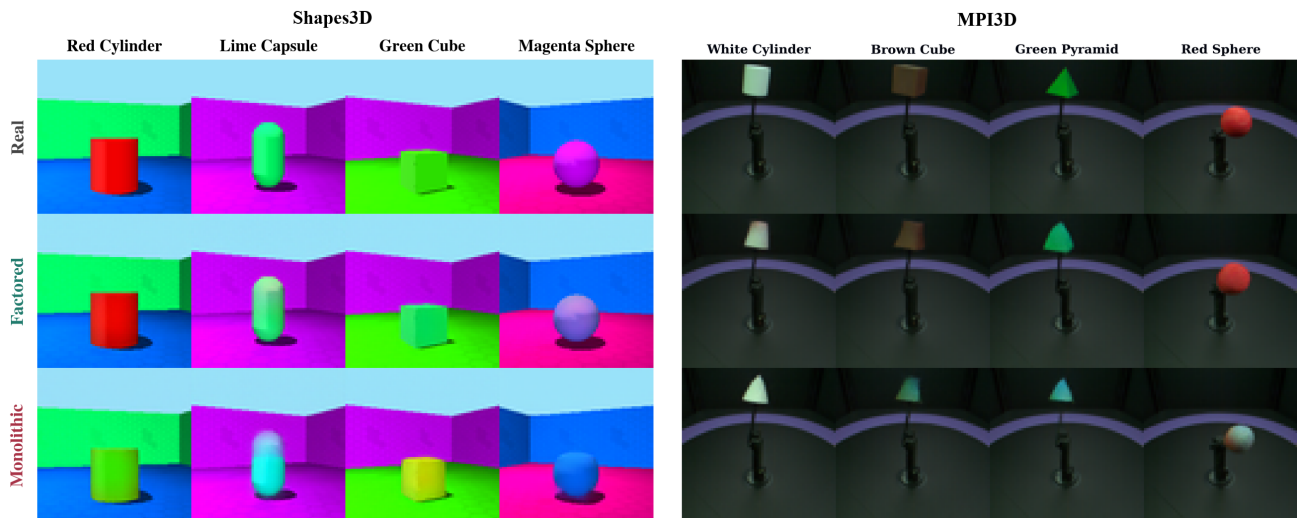 Shapes3D
MPI3D
Red Cylinder Lime Capsule Green Cube Magenta Sphere
White Cylinder Brown Cube Green Pyramid Red Sphere
Real
Factored
Monolithic